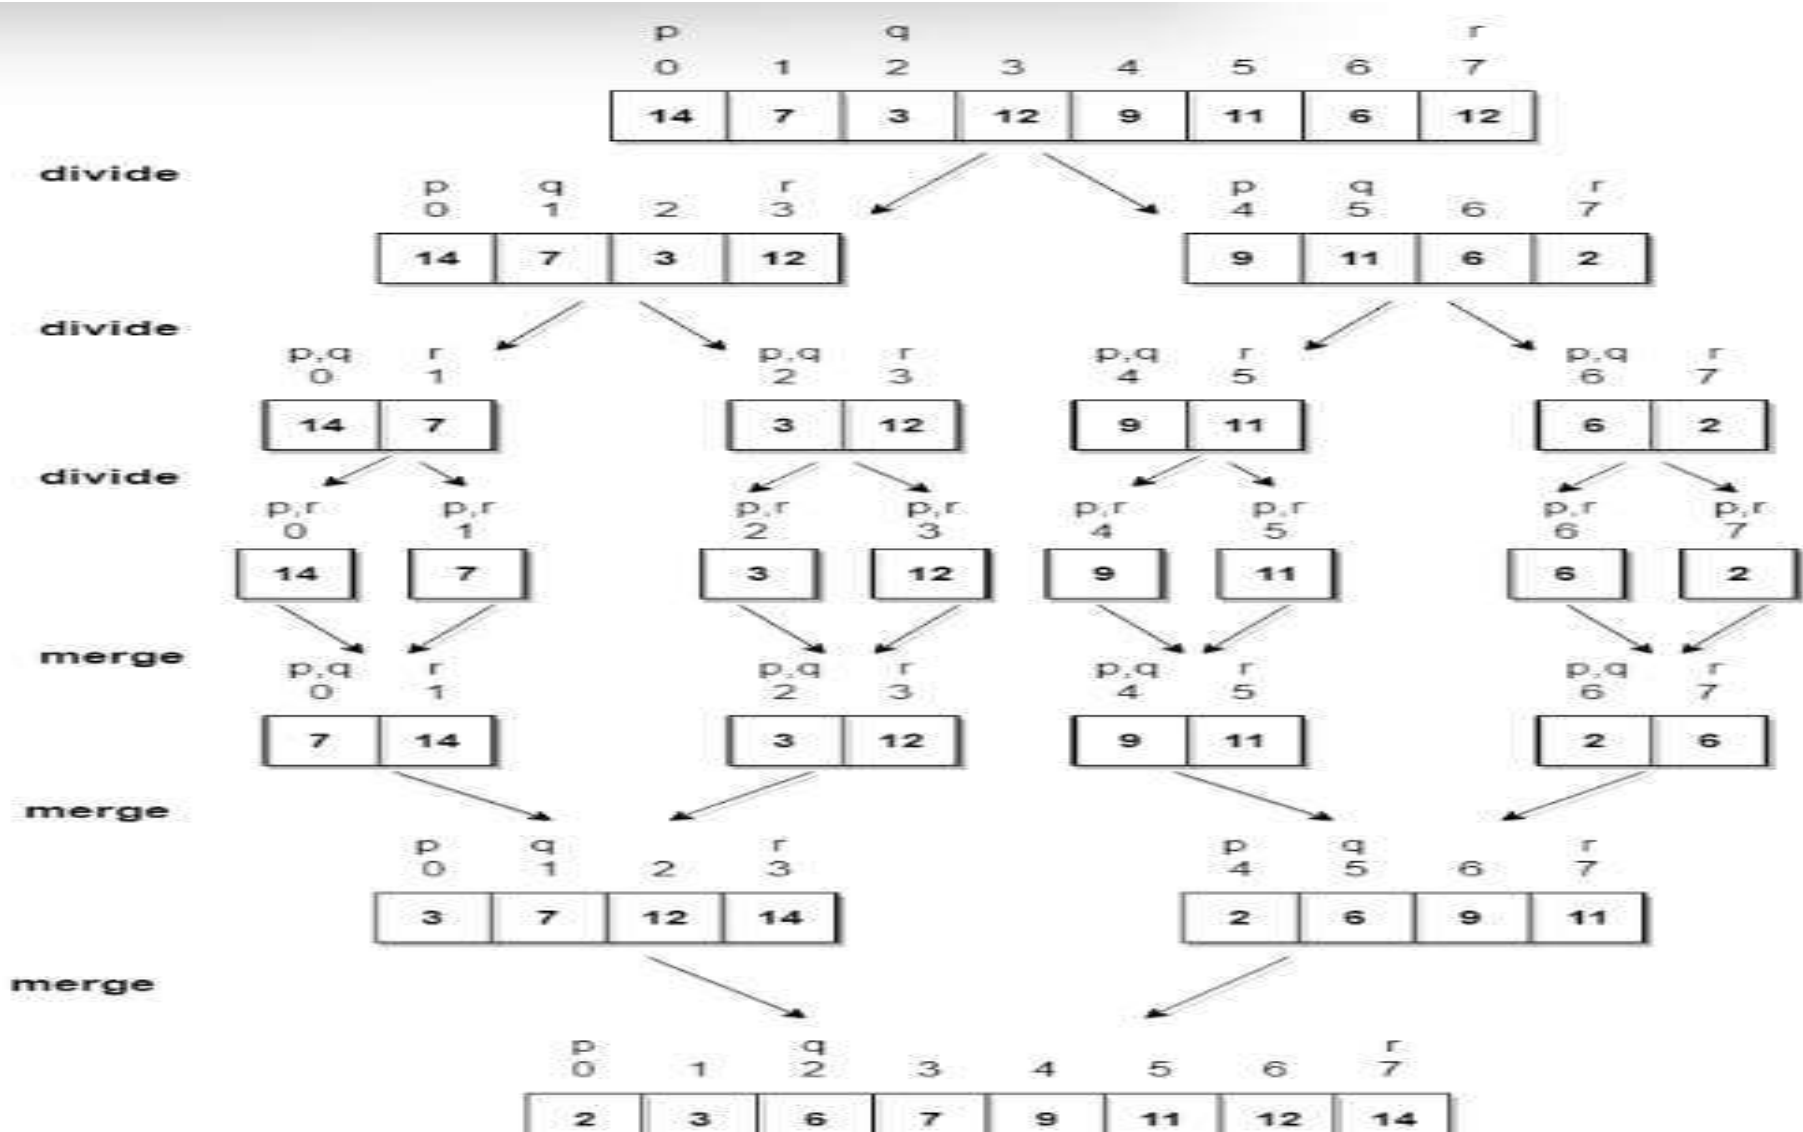 p q r
0 1 2 3 4 5 6 7
14 7 3 12 9 11 6 12
divide
p q r p q r
0 1 2 3 4 5 6 7
14 7 3 12 9 11 6 2
divide
p,q r p,q r p,q r p,q r
0 1 2 3 4 5 6 7
14 7 3 12 9 11 6 2
divide
p,r p,r p,r p,r p,r p,r p,r p,r
0 1 2 3 4 5 6 7
14 7 3 12 9 11 6 2
merge
p,q r p,q r p,q r p,q r
0 1 2 3 4 5 6 7
7 14 3 12 9 11 2 6
merge
p q r p q r
0 1 2 3 4 5 6 7
3 7 12 14 2 6 9 11
merge
p q r
0 1 2 3 4 5 6 7
2 3 6 7 9 11 12 14